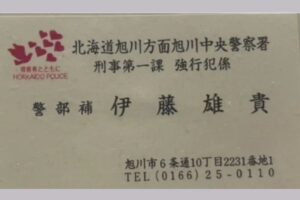 北海道旭川方面旭川中央警察署
刑事第一課 強行犯係
HOKKAIDO POLICE
警部補 伊藤雄貴
旭川市6条通10丁目2231番地1
TEL(0166)25-0110